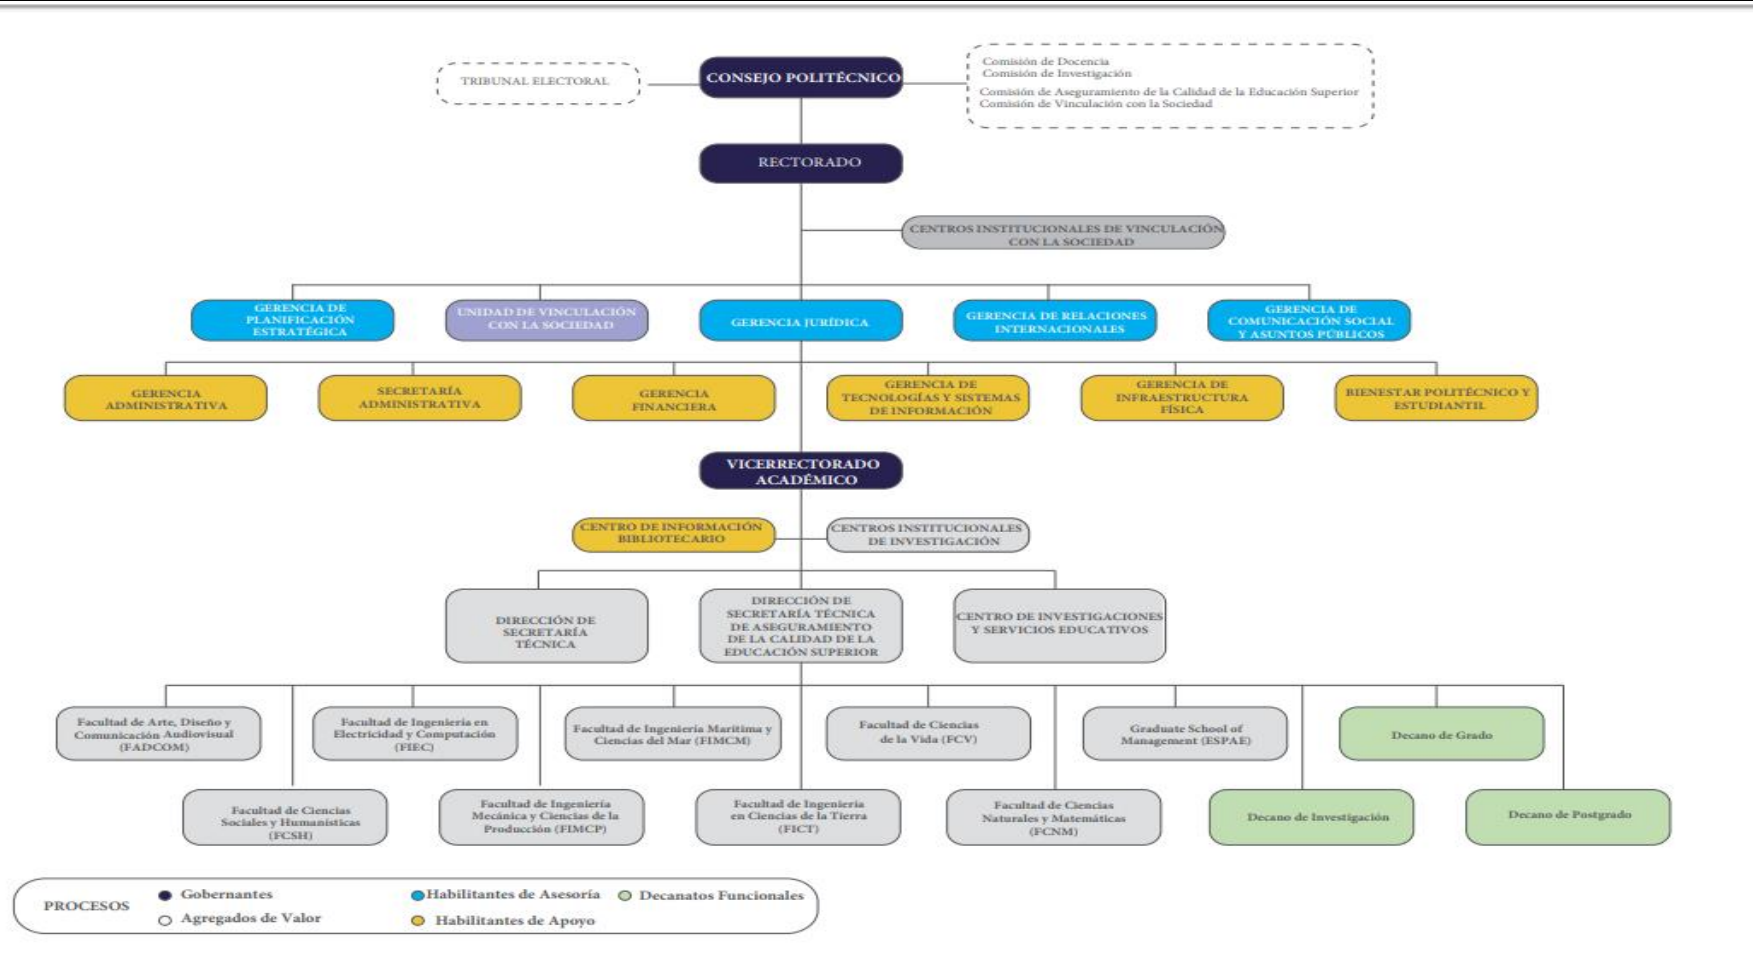 TRIBUNAL ELECTORAL
CONSEJO POLITÉCNICO
Comisión de Docencia
Comisión de Investigación
Comisión de Aseguramiento de la Calidad de la Educación Superior
Comisión de Vinculación con la Sociedad
RECTORADO
CENTROS INSTITUCIONALES DE VINCULACIÓN
CON LA SOCIEDAD
GERENCIA DE
PLANIFICACIÓN
ESTRATÉGICA
UNIDAD DE VINCULACIÓN
CON LA SOCIEDAD
GERENCIA JURÍDICA
GERENCIA DE RELACIONES
INTERNACIONALES
GERENCIA DE
COMUNICACIÓN SOCIAL
Y ASUNTOS PÚBLICOS
GERENCIA
ADMINISTRATIVA
SECRETARÍA
ADMINISTRATIVA
GERENCIA
FINANCIERA
GERENCIA DE
TECNOLOGÍAS Y SISTEMAS
DE INFORMACIÓN
GERENCIA DE
INFRAESTRUCTURA
FÍSICA
BIENESTAR POLITÉCNICO Y
ESTUDIANTIL
VICERRECTORADO
ACADÉMICO
CENTRO DE INFORMACIÓN
BIBLIOTECARIO
CENTROS INSTITUCIONALES
DE INVESTIGACIÓN
DIRECCIÓN DE
SECRETARÍA
TÉCNICA
DIRECCIÓN DE
SECRETARÍA TÉCNICA
DE ASEGURAMIENTO
DE LA CALIDAD DE LA
EDUCACIÓN SUPERIOR
CENTRO DE INVESTIGACIONES
Y SERVICIOS EDUCATIVOS
Facultad de Arte, Diseño y
Comunicación Audiovisual
(FADCOM)
Facultad de Ingeniería en
Electricidad y Computación
(FIEC)
Facultad de Ingeniería Marítima y
Ciencias del Mar (FIMCM)
Facultad de Ciencias
de la Vida (FCV)
Graduate School of
Management (ESPAE)
Decano de Grado
Facultad de Ciencias
Sociales y Humanísticas
(FCSH)
Facultad de Ingeniería
Mecánica y Ciencias de la
Producción (FIMCP)
Facultad de Ingeniería
en Ciencias de la Tierra
(FICT)
Facultad de Ciencias
Naturales y Matemáticas
(FCNM)
Decano de Investigación
Decano de Postgrado
PROCESOS
Gobernantes
Habilitantes de Asesoría
Decanatos Funcionales
Agregados de Valor
Habilitantes de Apoyo